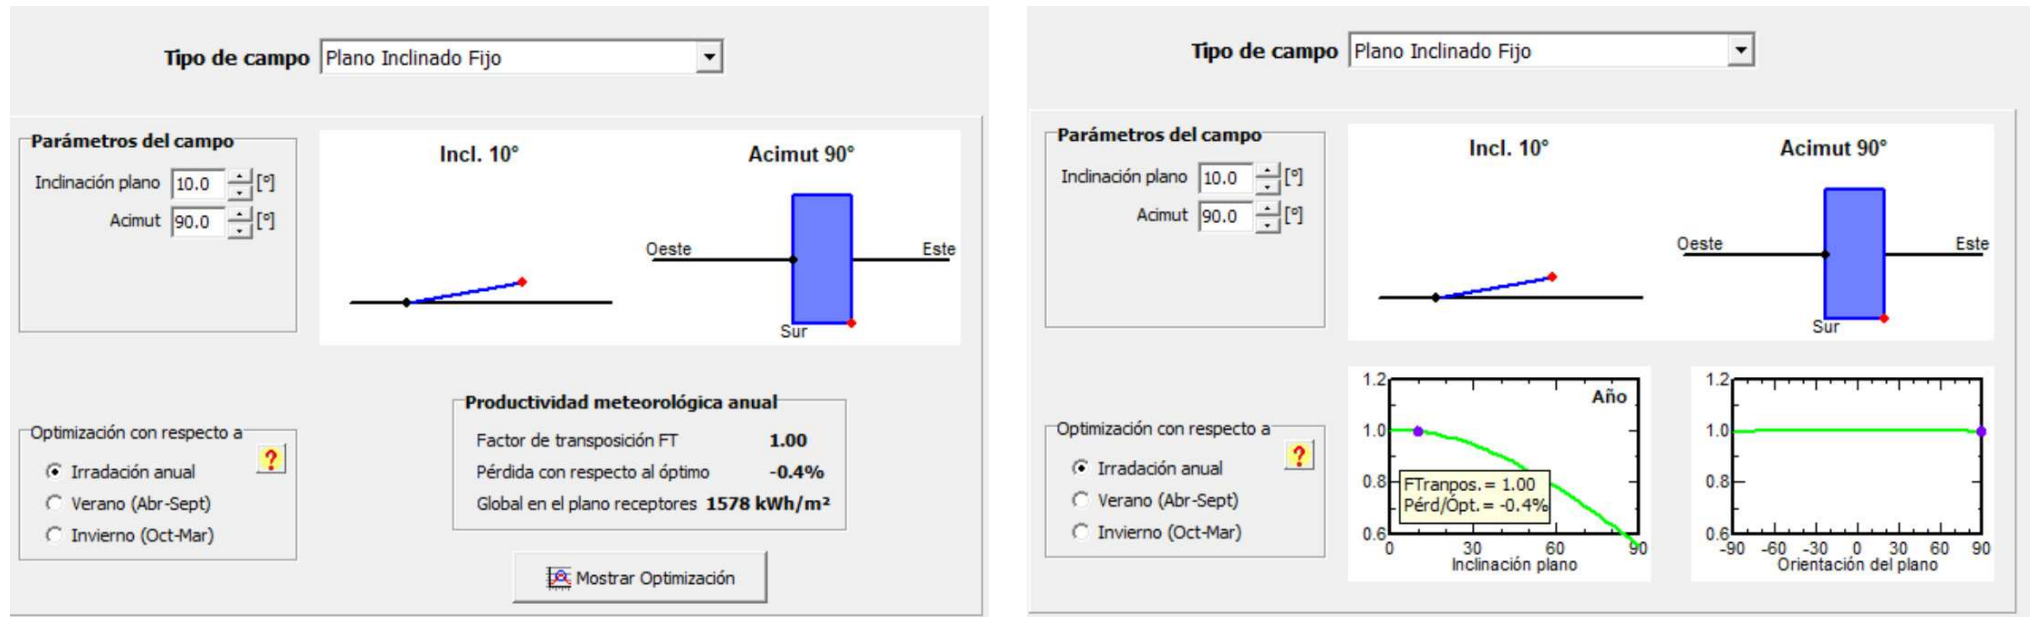 Tipo de campo Plano Inclinado Fijo
Parámetros del campo
Inclinación plano 10.0 [º]
Acimut 90.0 [º]
Incl. 10°
Acimut 90°
Oeste
Este
Sur
Optimización con respecto a
?
Irradación anual
Verano (Abr-Sept)
Invierno (Oct-Mar)
Productividad meteorológica anual
Factor de transposición FT 1.00
Pérdida con respecto al óptimo -0.4%
Global en el plano receptores 1578 kWh/m²
Mostrar Optimización
Tipo de campo Plano Inclinado Fijo
Parámetros del campo
Inclinación plano 10.0 [º]
Acimut 90.0 [º]
Incl. 10°
Acimut 90°
Oeste
Este
Sur
Optimización con respecto a
?
Irradación anual
Verano (Abr-Sept)
Invierno (Oct-Mar)
1.2
Año
1.0
0.8
FTranpos. = 1.00
Pérd/Ópt. = -0.4%
0.6
0 30 60 90
Inclinación plano
1.2
1.0
0.8
0.6
-90 -60 -30 0 30 60 90
Orientación del plano